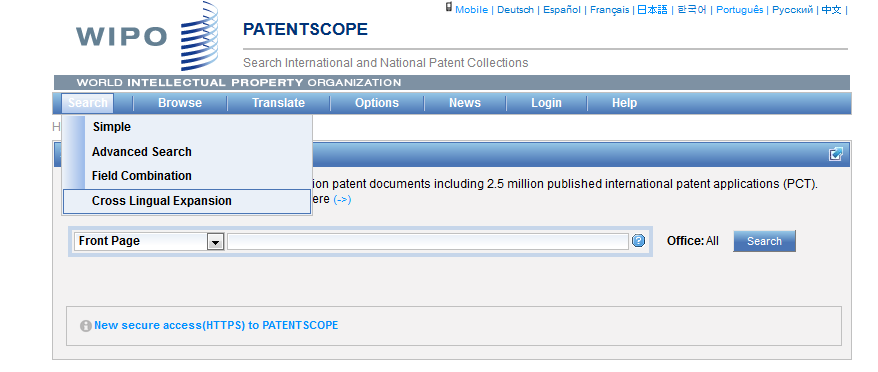 WIPO
PATENTSCOPE
Mobile | Deutsch | Español | Français | 日本語 | 한국어 | Português | Русский | 中文 |
Search International and National Patent Collections
WORLD INTELLECTUAL PROPERTY ORGANIZATION
Search Browse Translate Options News Login Help
H
Simple
Advanced Search
Field Combination
Cross Lingual Expansion
ion patent documents including 2.5 million published international patent applications (PCT).
ere (->)
Front Page
?
Office: All
Search
New secure access(HTTPS) to PATENTSCOPE